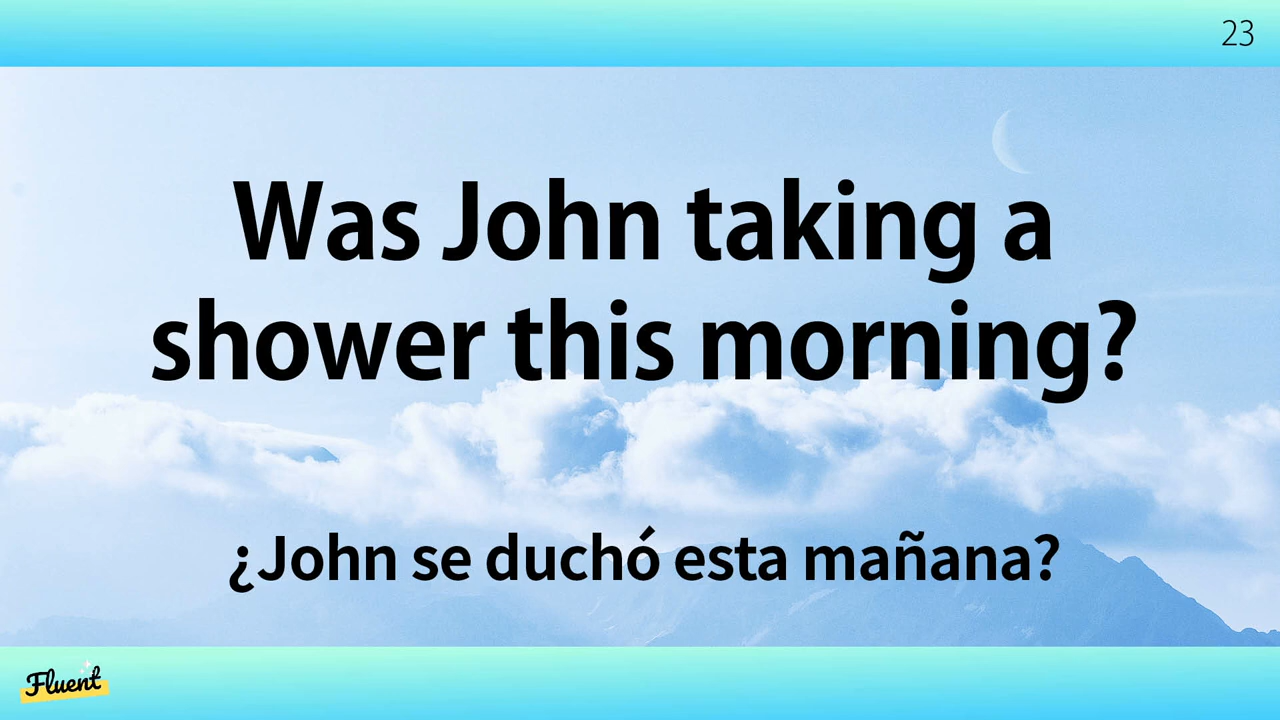 23
Was John taking a
shower this morning?
¿John se duchó esta mañana?
Fluent